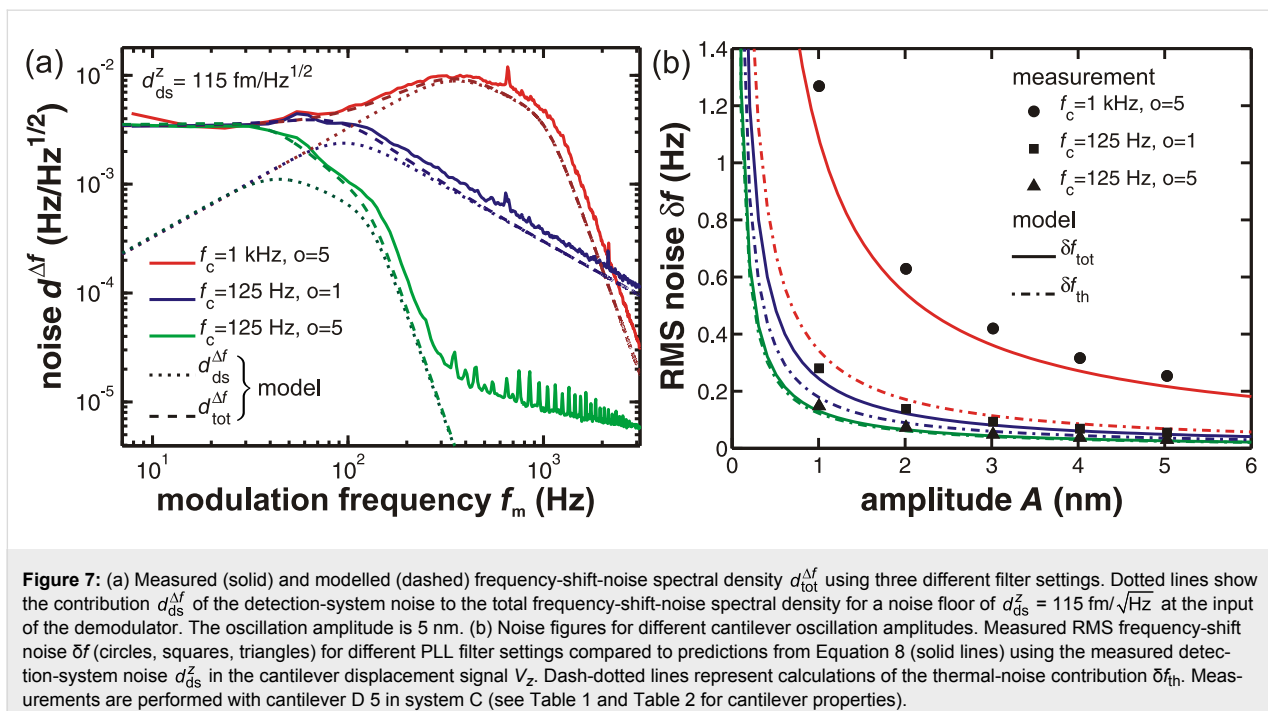 (a)
d^z_ds = 115 fm/Hz^1/2
noise d^Δf (Hz/Hz^1/2)
10^-2
10^-3
10^-4
10^-5
f_c=1 kHz, o=5
f_c=125 Hz, o=1
f_c=125 Hz, o=5
d^Δf_ds
d^Δf_tot
} model
10^1 10^2 10^3
modulation frequency f_m (Hz)
(b)
RMS noise δf (Hz)
1.4
1.2
1
0.8
0.6
0.4
0.2
0
measurement
f_c=1 kHz, o=5
f_c=125 Hz, o=1
f_c=125 Hz, o=5
model
δf_tot
δf_th
0 1 2 3 4 5 6
amplitude A (nm)
Figure 7: (a) Measured (solid) and modelled (dashed) frequency-shift-noise spectral density d^Δf_tot using three different filter settings. Dotted lines show
the contribution d^Δf_ds of the detection-system noise to the total frequency-shift-noise spectral density for a noise floor of d^z_ds = 115 fm/√Hz at the input
of the demodulator. The oscillation amplitude is 5 nm. (b) Noise figures for different cantilever oscillation amplitudes. Measured RMS frequency-shift
noise δf (circles, squares, triangles) for different PLL filter settings compared to predictions from Equation 8 (solid lines) using the measured detec-
tion-system noise d^z_ds in the cantilever displacement signal V_z. Dash-dotted lines represent calculations of the thermal-noise contribution δf_th. Meas-
urements are performed with cantilever D 5 in system C (see Table 1 and Table 2 for cantilever properties).